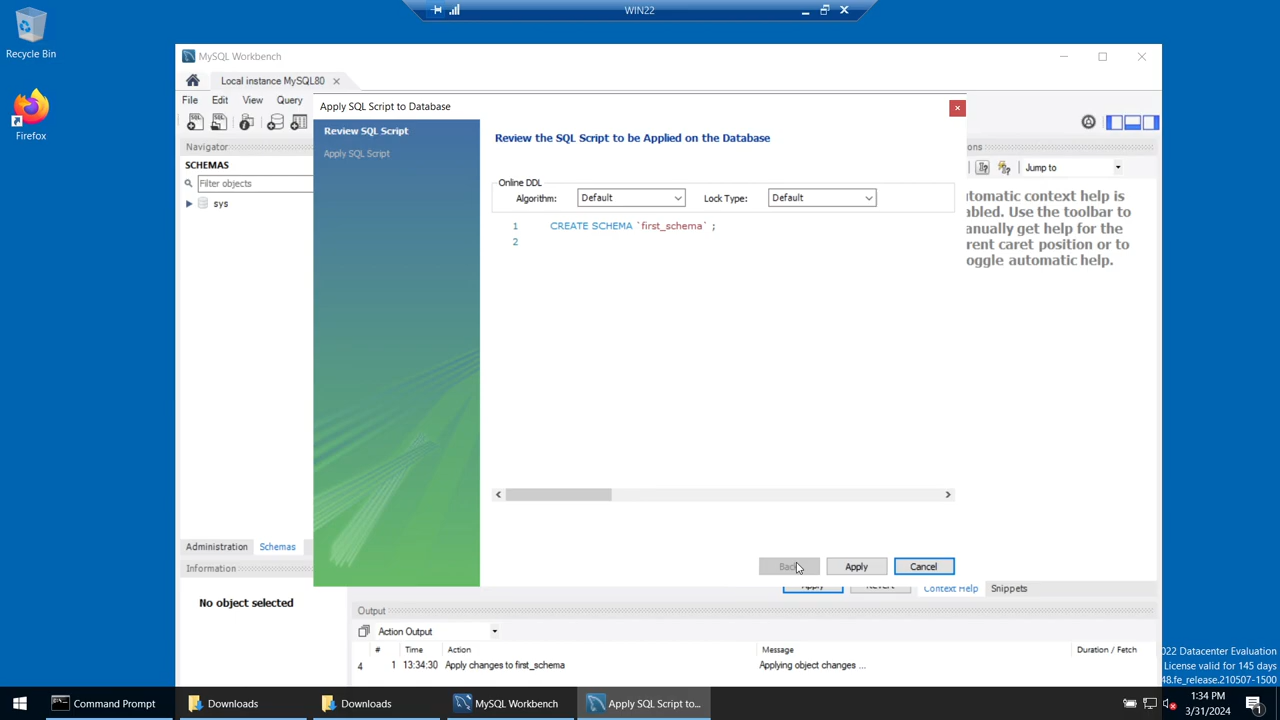 WIN22
Recycle Bin
Firefox
MySQL Workbench
Local instance MySQL80
File Edit View Query
Navigator
SCHEMAS
Filter objects
sys
Administration Schemas
Information
No object selected
Apply SQL Script to Database
Review SQL Script
Apply SQL Script
Review the SQL Script to be Applied on the Database
Online DDL
Algorithm: Default Lock Type: Default
1 CREATE SCHEMA `first_schema` ;
2
Back Apply Cancel
ons
Jump to
utomatic context help is
abled. Use the toolbar to
anually get help for the
rent caret position or to
oggle automatic help.
Apply Revert Context Help Snippets
Output
Action Output
# Time Action Message Duration / Fetch
4 1 13:34:30 Apply changes to first_schema Applying object changes ...
022 Datacenter Evaluation
License valid for 145 days
48.fe_release.210507-1500
Command Prompt Downloads Downloads MySQL Workbench Apply SQL Script to...
1:34 PM
3/31/2024
1